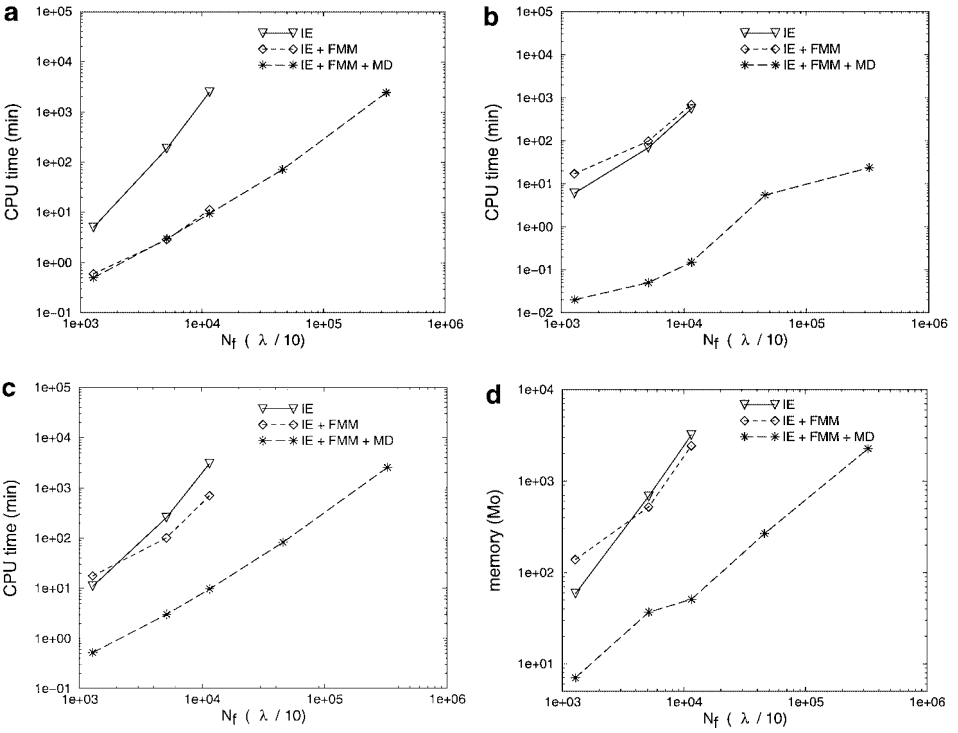 a
1e+05
1e+04
1e+03
1e+02
1e+01
1e+00
1e−01
CPU time (min)
IE
IE + FMM
IE + FMM + MD
1e+03
1e+04
1e+05
1e+06
Nf ( λ / 10)
b
1e+05
1e+04
1e+03
1e+02
1e+01
1e+00
1e−01
1e−02
CPU time (min)
IE
IE + FMM
IE + FMM + MD
1e+03
1e+04
1e+05
1e+06
Nf ( λ / 10)
c
1e+05
1e+04
1e+03
1e+02
1e+01
1e+00
1e−01
CPU time (min)
IE
IE + FMM
IE + FMM + MD
1e+03
1e+04
1e+05
1e+06
Nf ( λ / 10)
d
1e+04
1e+03
1e+02
1e+01
memory (Mo)
IE
IE + FMM
IE + FMM + MD
1e+03
1e+04
1e+05
1e+06
Nf ( λ / 10)